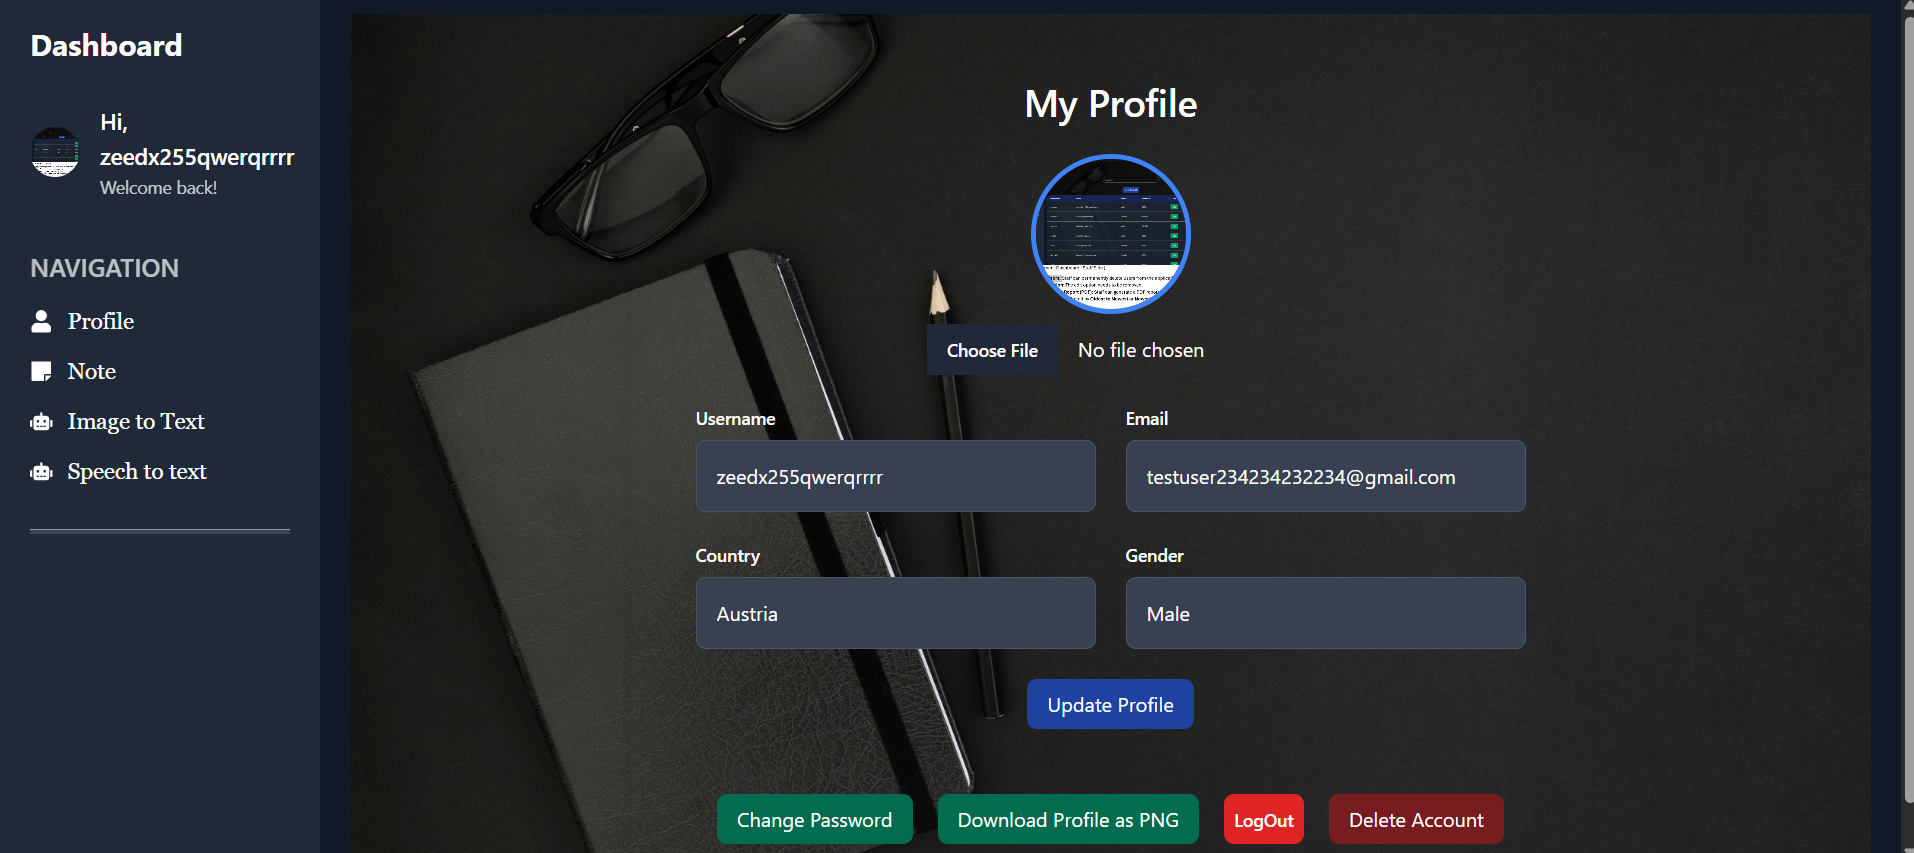 Dashboard
Hi,
zeedx255qwerqrrrr
Welcome back!
NAVIGATION
Profile
Note
Image to Text
Speech to text
My Profile
Choose File No file chosen
Username
zeedx255qwerqrrrr
Email
testuser234234232234@gmail.com
Country
Austria
Gender
Male
Update Profile
Change Password
Download Profile as PNG
LogOut
Delete Account